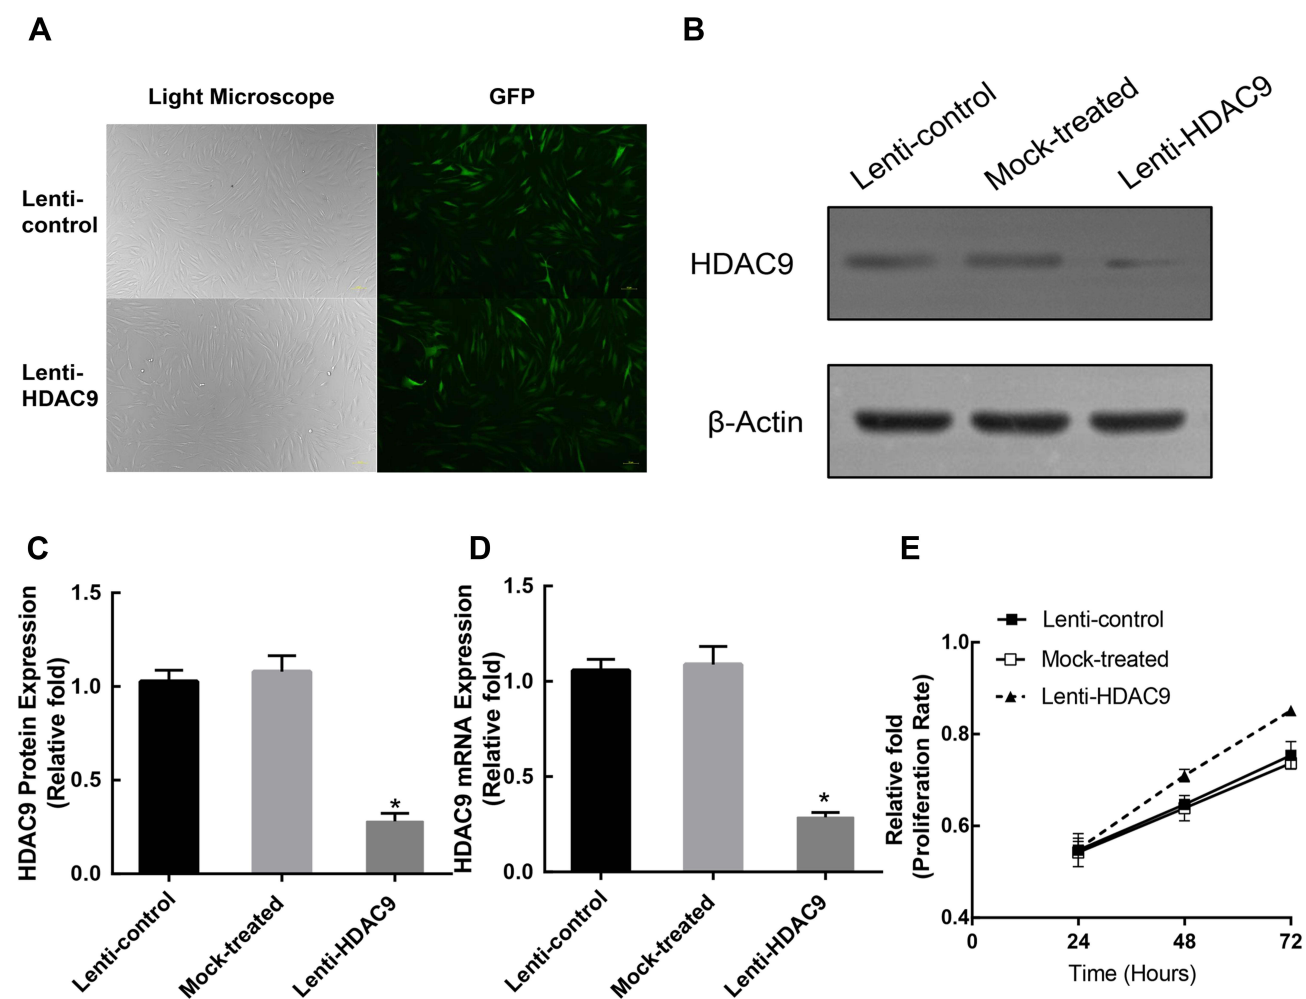 A
Light Microscope
GFP
Lenti-
control
Lenti-
HDAC9
B
Lenti-control
Mock-treated
Lenti-HDAC9
HDAC9
β-Actin
C
HDAC9 Protein Expression
(Relative fold)
1.5
1.0
0.5
0.0
*
Lenti-control
Mock-treated
Lenti-HDAC9
D
HDAC9 mRNA Expression
(Relative fold)
1.5
1.0
0.5
0.0
*
Lenti-control
Mock-treated
Lenti-HDAC9
E
Lenti-control
Mock-treated
Lenti-HDAC9
Relative fold
(Proliferation Rate)
1.0
0.8
0.6
0.4
0
24
48
72
Time (Hours)